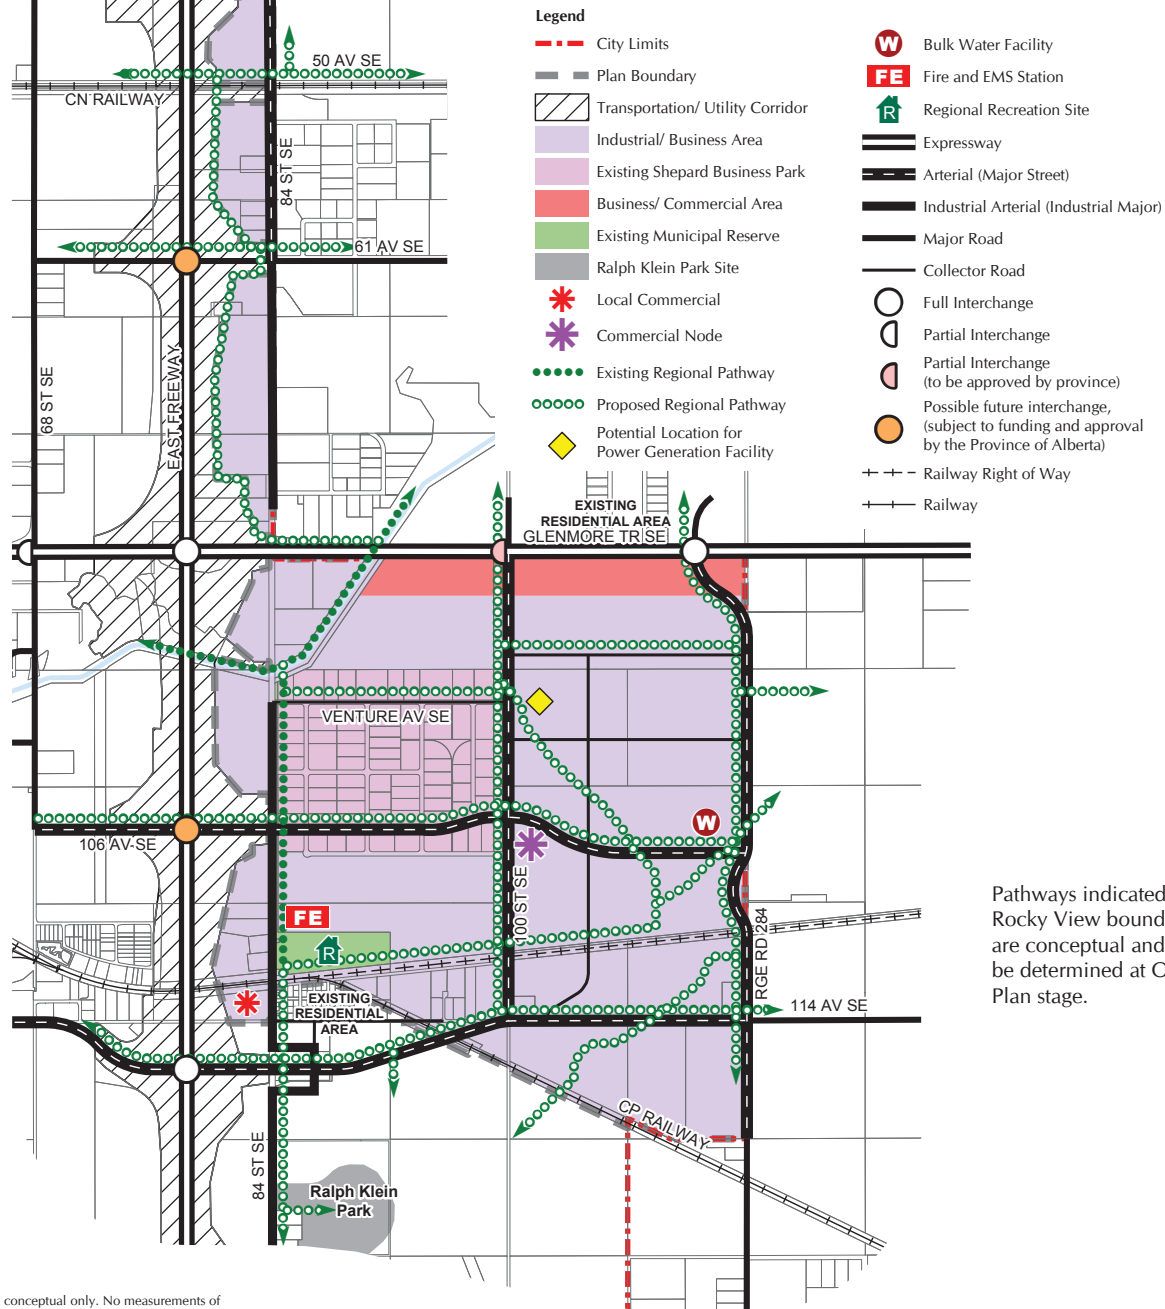 Legend
City Limits
Plan Boundary
Transportation/ Utility Corridor
Industrial/ Business Area
Existing Shepard Business Park
Business/ Commercial Area
Existing Municipal Reserve
Ralph Klein Park Site
Local Commercial
Commercial Node
Existing Regional Pathway
Proposed Regional Pathway
Potential Location for
Power Generation Facility
W
Bulk Water Facility
FE
Fire and EMS Station
R
Regional Recreation Site
Expressway
Arterial (Major Street)
Industrial Arterial (Industrial Major)
Major Road
Collector Road
Full Interchange
Partial Interchange
Partial Interchange
(to be approved by province)
Possible future interchange,
(subject to funding and approval
by the Province of Alberta)
Railway Right of Way
Railway
50 AV SE
CN RAILWAY
84 ST SE
61 AV SE
68 ST SE
EAST FREEWAY
EXISTING
RESIDENTIAL AREA
GLENMORE TR SE
VENTURE AV SE
W
106 AV SE
100 ST SE
FE
R
RGE RD 284
EXISTING
RESIDENTIAL
AREA
114 AV SE
CP RAILWAY
84 ST SE
Ralph Klein
Park
Pathways indicated
Rocky View bound
are conceptual and
be determined at C
Plan stage.
conceptual only. No measurements of